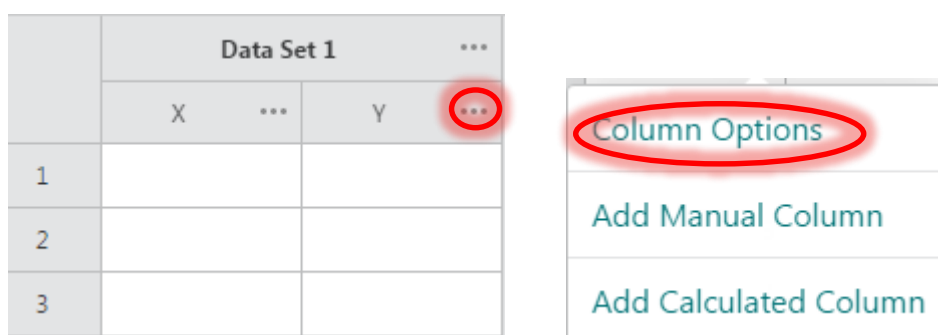 Data Set 1 •••
X ••• Y •••
1
2
3
Column Options
Add Manual Column
Add Calculated Column